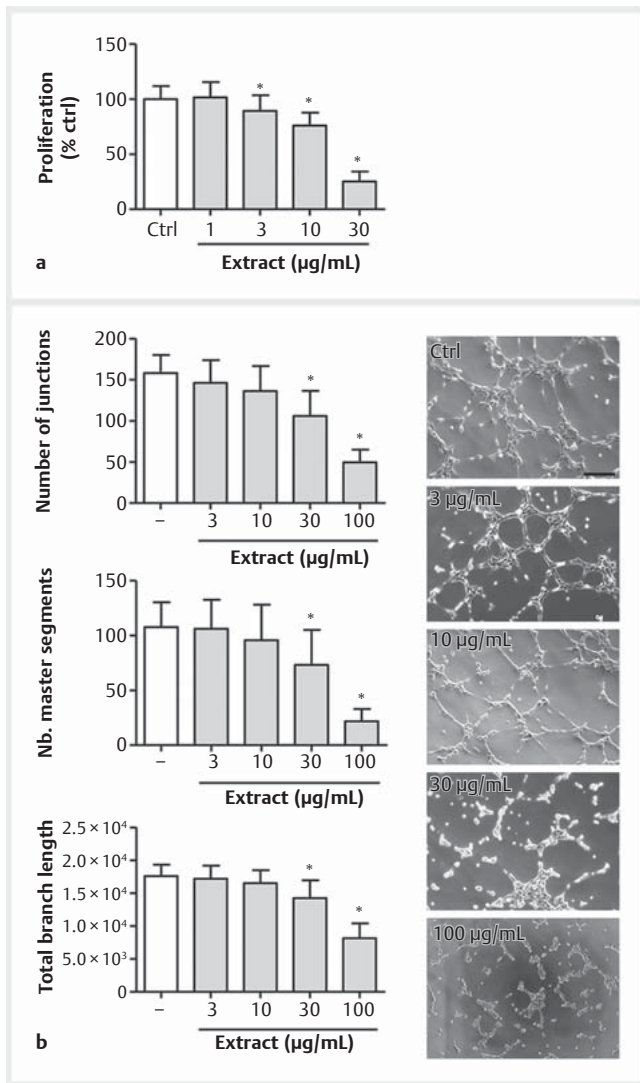 150
100
50
0
Proliferation
(% ctrl)
* * *
Ctrl 1 3 10 30
Extract (µg/mL)
a
200
150
100
50
0
Number of junctions
* *
– 3 10 30 100
Extract (µg/mL)
150
100
50
0
Nb. master segments
* *
– 3 10 30 100
Extract (µg/mL)
2.5 × 10⁴
2.0 × 10⁴
1.5 × 10⁴
1.0 × 10⁴
5.0 × 10³
0
Total branch length
* *
– 3 10 30 100
Extract (µg/mL)
b
Ctrl
3 µg/mL
10 µg/mL
30 µg/mL
100 µg/mL